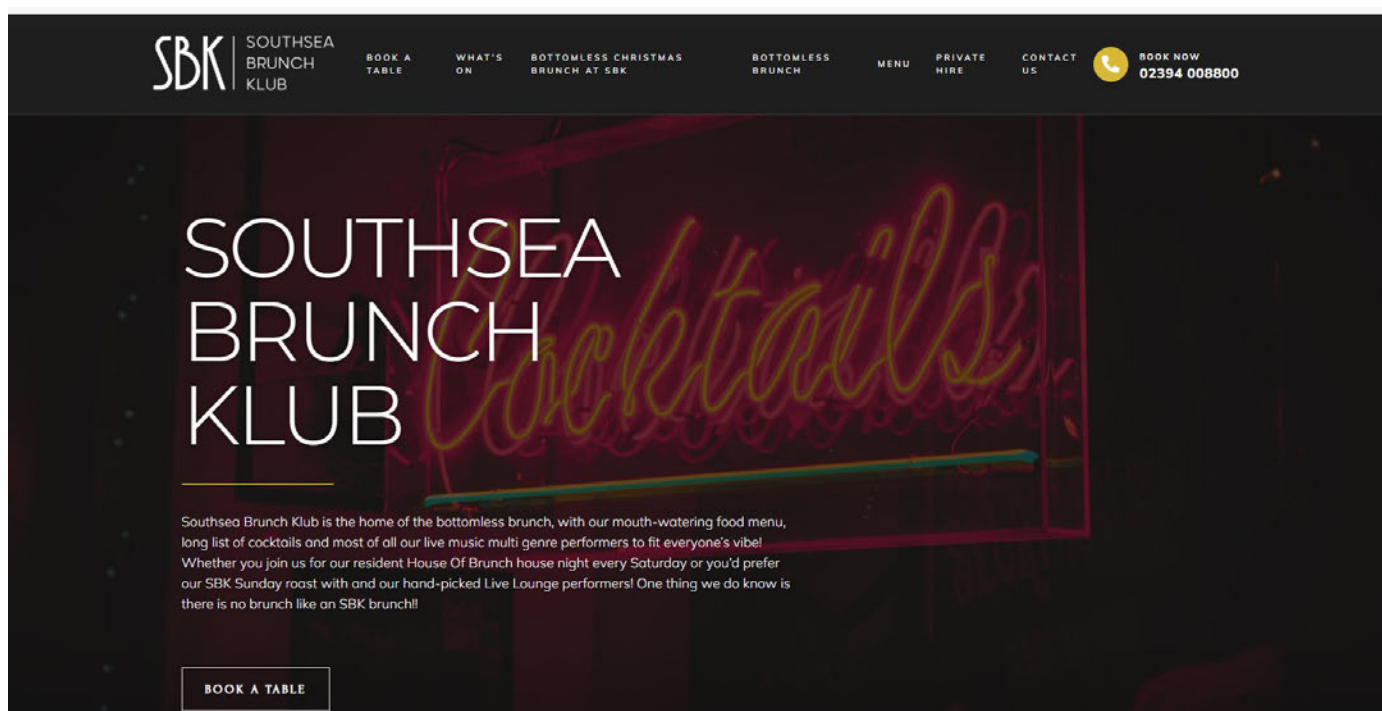 SBK
SOUTHSEA
BRUNCH
KLUB
BOOK A
TABLE
WHAT'S
ON
BOTTOMLESS CHRISTMAS
BRUNCH AT SBK
BOTTOMLESS
BRUNCH
MENU
PRIVATE
HIRE
CONTACT
US
BOOK NOW
02394 008800
SOUTHSEA
BRUNCH
KLUB
Cocktails
Southsea Brunch Klub is the home of the bottomless brunch, with our mouth-watering food menu,
long list of cocktails and most of all our live music multi genre performers to fit everyone's vibe!
Whether you join us for our resident House Of Brunch house night every Saturday or you'd prefer
our SBK Sunday roast with and our hand-picked Live Lounge performers! One thing we do know is
there is no brunch like an SBK brunch!!
BOOK A TABLE